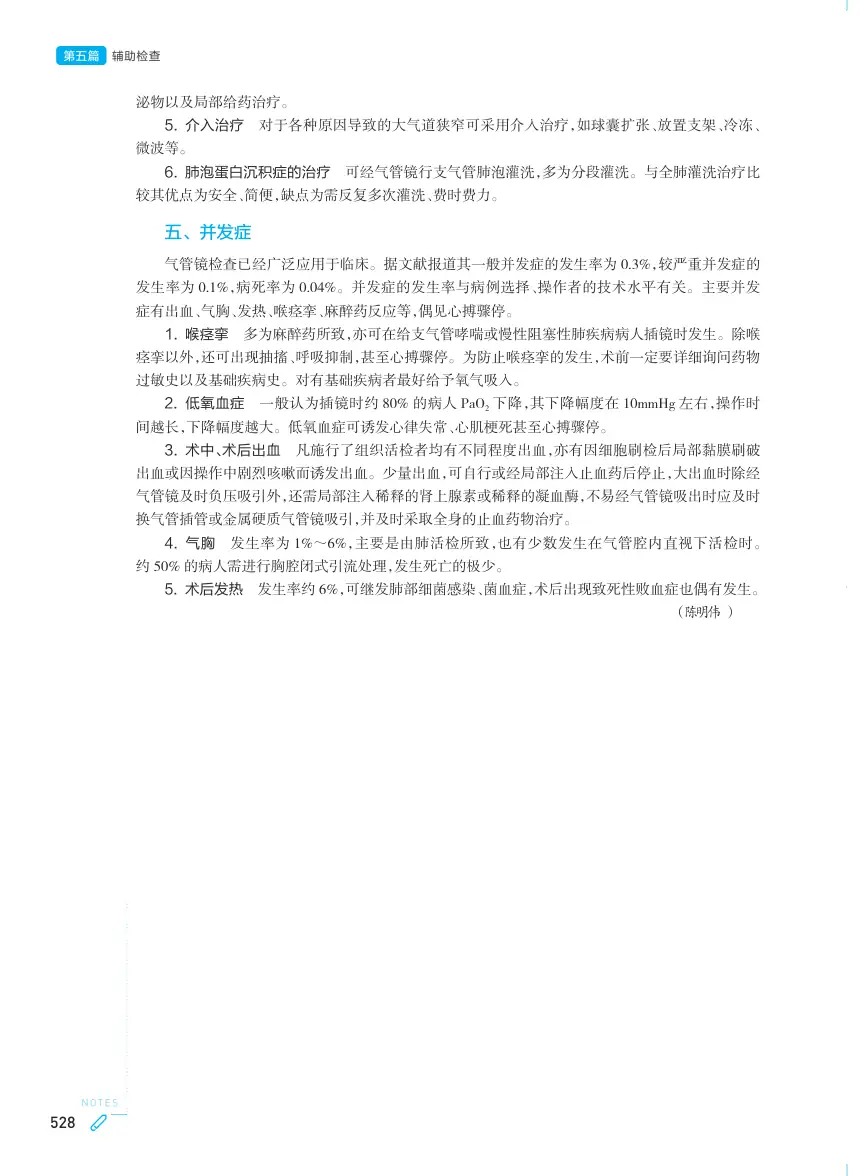 第五篇 辅助检查
泌物以及局部给药治疗。
5. 介入治疗 对于各种原因导致的大气道狭窄可采用介入治疗,如球囊扩张、放置支架、冷冻、
微波等。
6. 肺泡蛋白沉积症的治疗 可经气管镜行支气管肺泡灌洗,多为分段灌洗。与全肺灌洗治疗比
较其优点为安全、简便,缺点为需反复多次灌洗、费时费力。
五、并发症
气管镜检查已经广泛应用于临床。据文献报道其一般并发症的发生率为 0.3%,较严重并发症的
发生率为 0.1%,病死率为 0.04%。并发症的发生率与病例选择、操作者的技术水平有关。主要并发
症有出血、气胸、发热、喉痉挛、麻醉药反应等,偶见心搏骤停。
1. 喉痉挛 多为麻醉药所致,亦可在给支气管哮喘或慢性阻塞性肺疾病病人插镜时发生。除喉
痉挛以外,还可出现抽搐、呼吸抑制,甚至心搏骤停。为防止喉痉挛的发生,术前一定要详细询问药物
过敏史以及基础疾病史。对有基础疾病者最好给予氧气吸入。
2. 低氧血症 一般认为插镜时约 80% 的病人 PaO₂ 下降,其下降幅度在 10mmHg 左右,操作时
间越长,下降幅度越大。低氧血症可诱发心律失常、心肌梗死甚至心搏骤停。
3. 术中、术后出血 凡施行了组织活检者均有不同程度出血,亦有因细胞刷检后局部黏膜刷破
出血或因操作中剧烈咳嗽而诱发出血。少量出血,可自行或经局部注入止血药后停止,大出血时除经
气管镜及时负压吸引外,还需局部注入稀释的肾上腺素或稀释的凝血酶,不易经气管镜吸出时应及时
换气管插管或金属硬质气管镜吸引,并及时采取全身的止血药物治疗。
4. 气胸 发生率为 1%～6%,主要是由肺活检所致,也有少数发生在气管腔内直视下活检时。
约 50% 的病人需进行胸腔闭式引流处理,发生死亡的极少。
5. 术后发热 发生率约 6%,可继发肺部细菌感染、菌血症,术后出现致死性败血症也偶有发生。
（陈明伟 ）
NOTES
528